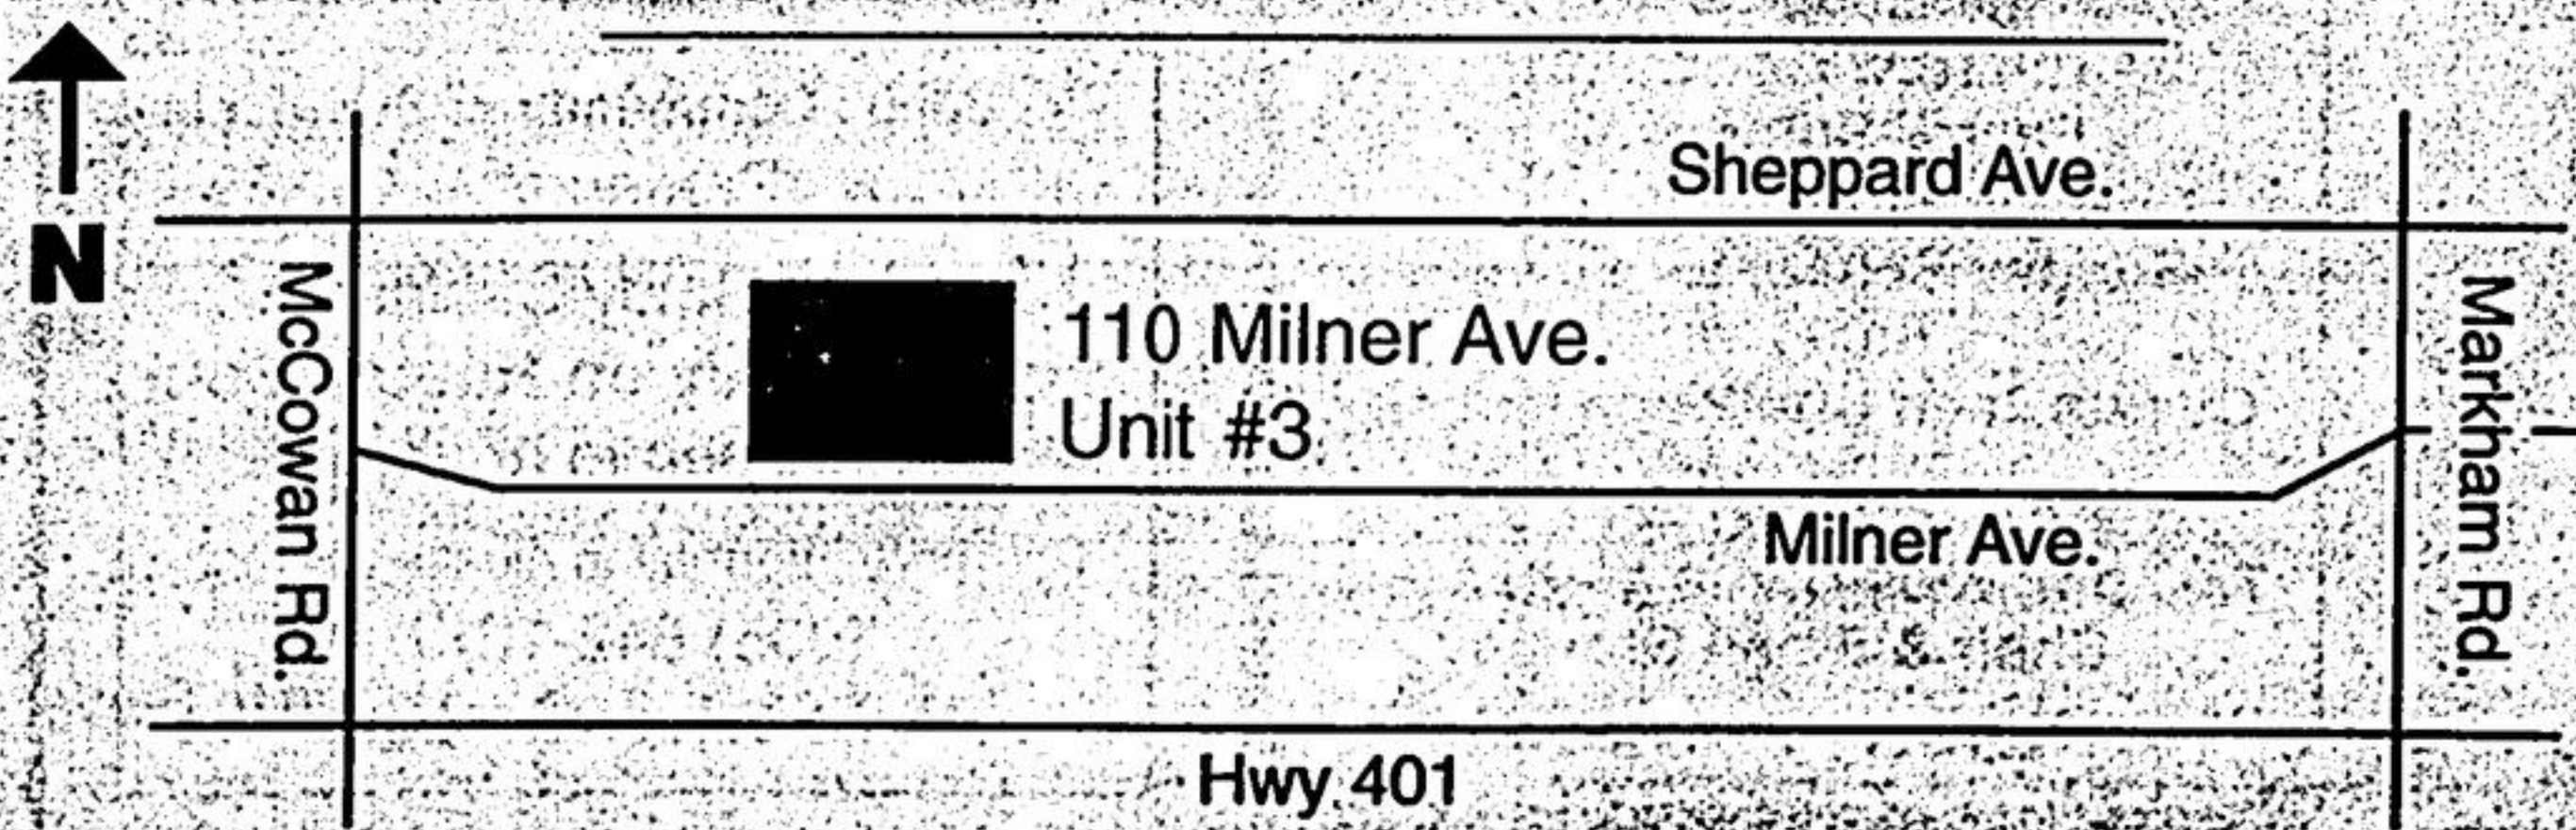 N
Sheppard Ave.
McCowan Rd.
110 Milner Ave.
Unit #3
Markham Rd.
Milner Ave.
Hwy 401